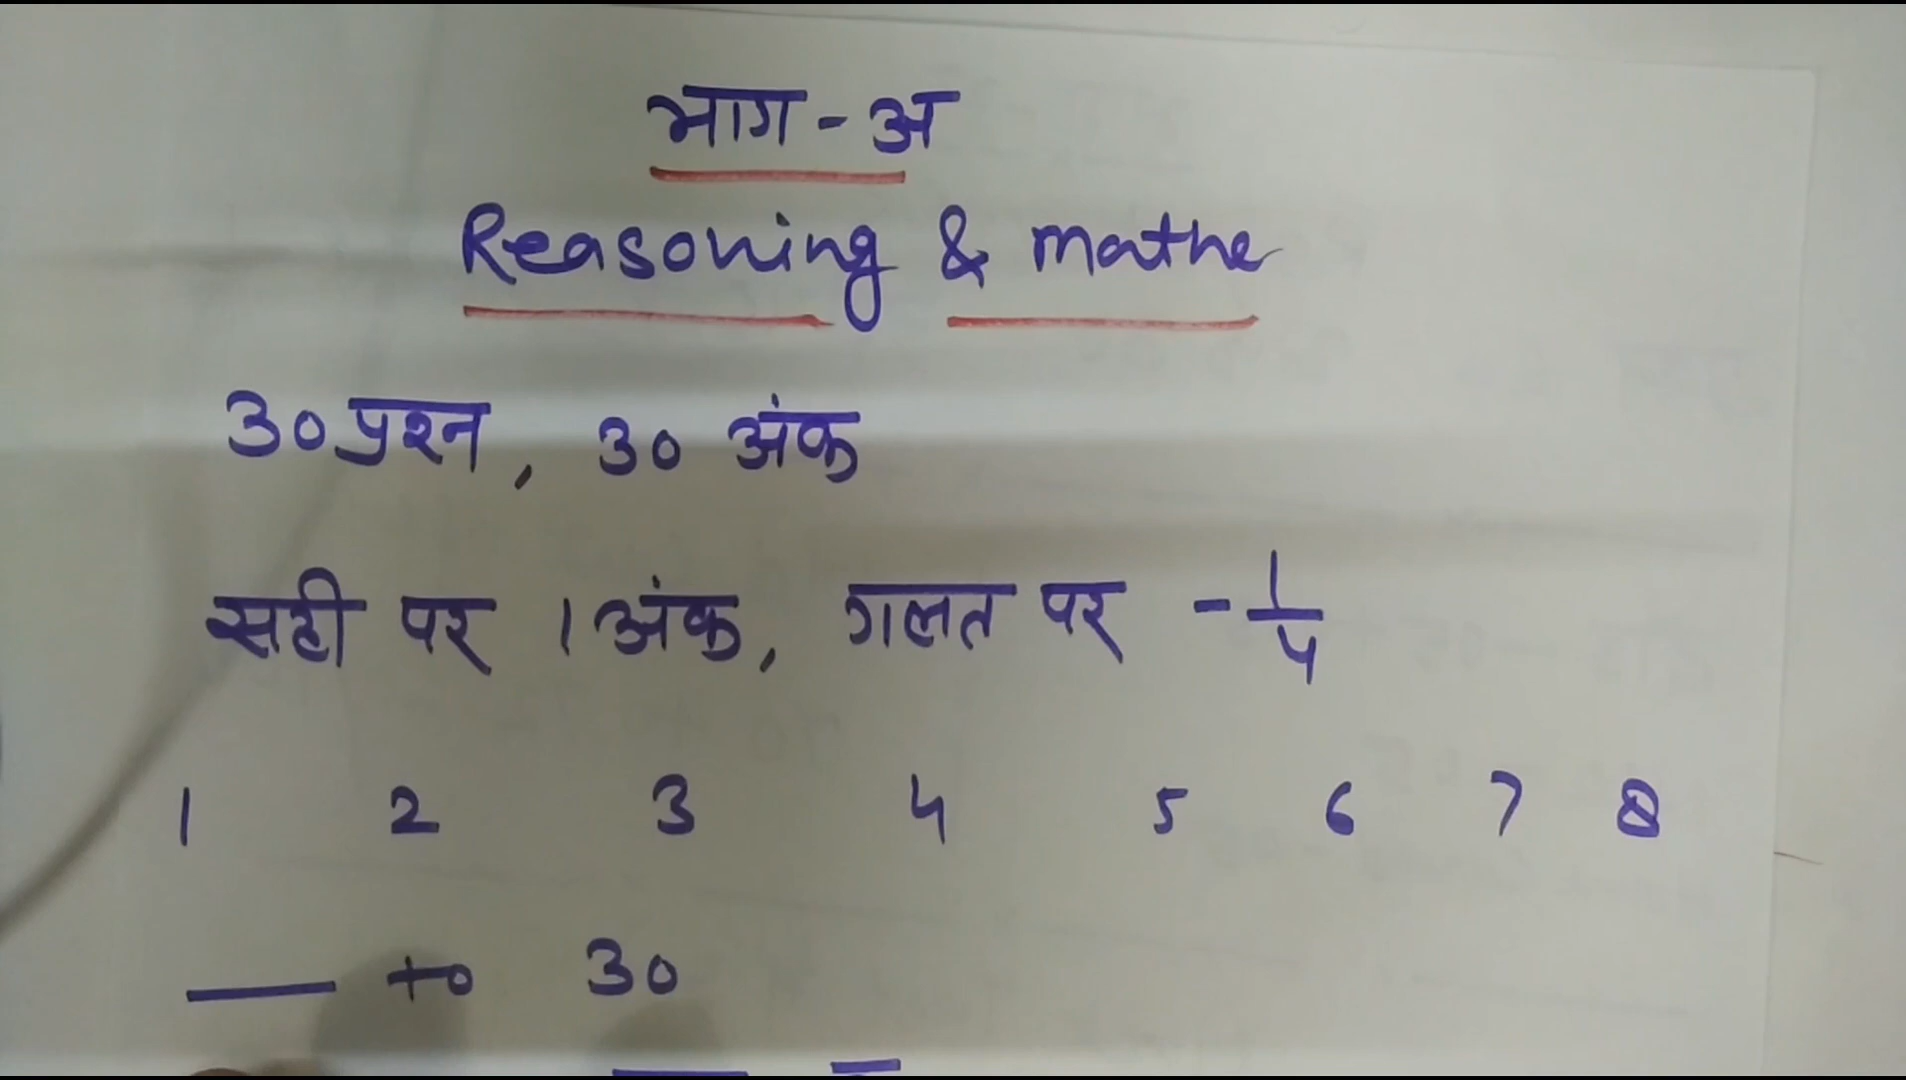 भाग - अ
Reasoning & mathe
30 प्रश्न, 30 अंक
सही पर 1 अंक, गलत पर - 1/4
1 2 3 4 5 6 7 8
— to 30